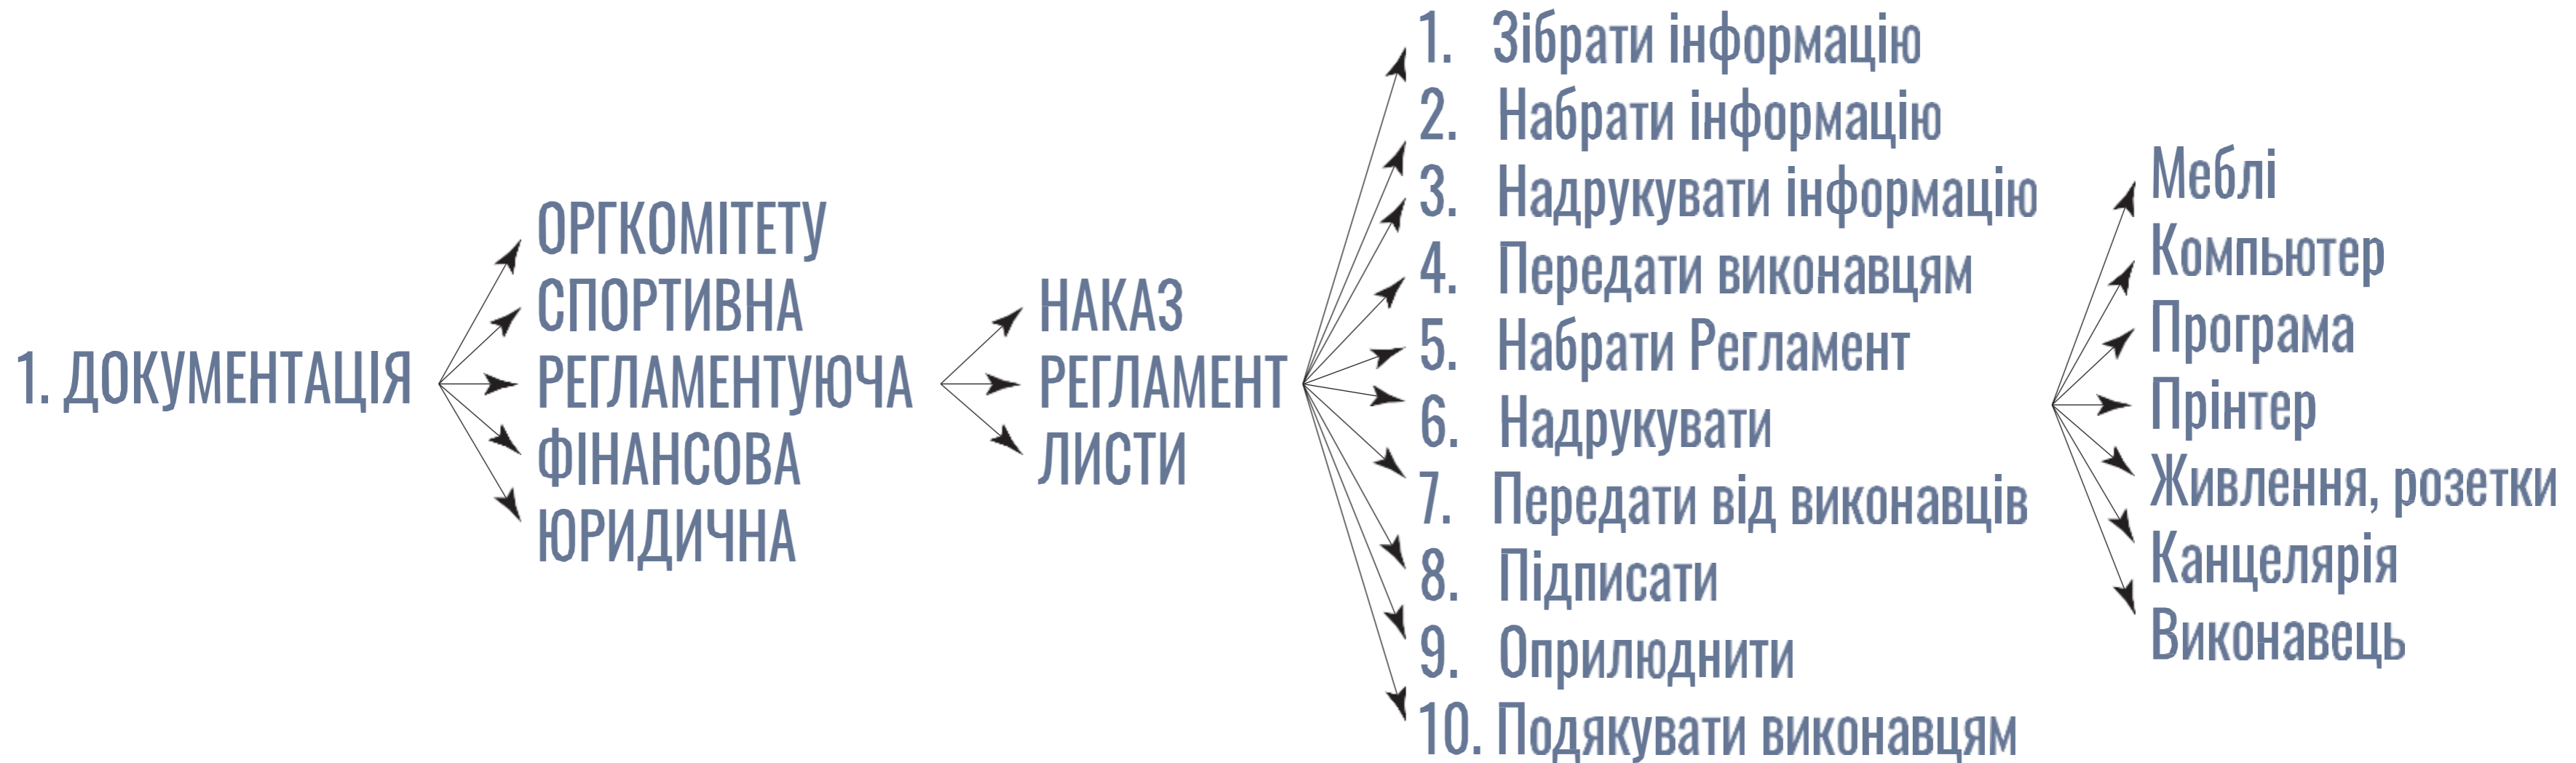 1. ДОКУМЕНТАЦІЯ
ОРГКОМІТЕТУ
СПОРТИВНА
РЕГЛАМЕНТУЮЧА
ФІНАНСОВА
ЮРИДИЧНА
НАКАЗ
РЕГЛАМЕНТ
ЛИСТИ
1. Зібрати інформацію
2. Набрати інформацію
3. Надрукувати інформацію
4. Передати виконавцям
5. Набрати Регламент
6. Надрукувати
7. Передати від виконавців
8. Підписати
9. Оприлюднити
10. Подякувати виконавцям
Меблі
Компьютер
Програма
Прінтер
Живлення, розетки
Канцелярія
Виконавець